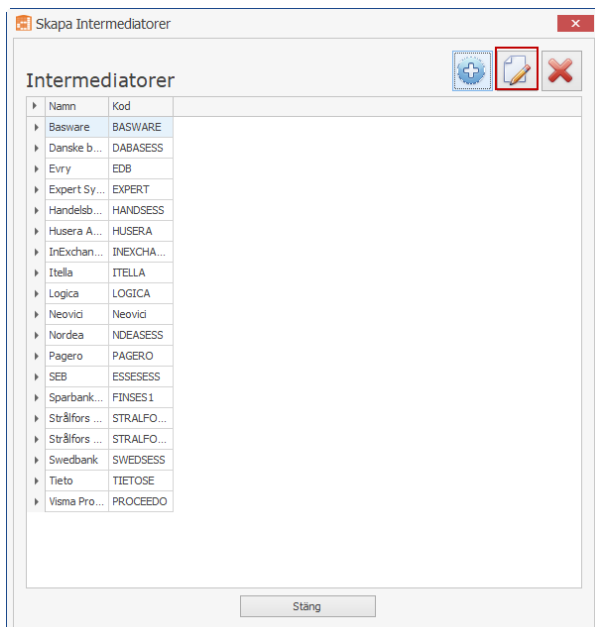 Skapa Intermediatorer
Intermediatorer
Namn Kod
Basware BASWARE
Danske b... DABASESS
Evry EDB
Expert Sy... EXPERT
Handelsb... HANDSESS
Husera A... HUSERA
InExchan... INEXCHA...
Itella ITELLA
Logica LOGICA
Neovici Neovici
Nordea NDEASESS
Pagero PAGERO
SEB ESSESESS
Sparbank... FINSES1
Strålfors ... STRALFO...
Strålfors ... STRALFO...
Swedbank SWEDSESS
Tieto TIETOSE
Visma Pro... PROCEEDO
Stäng